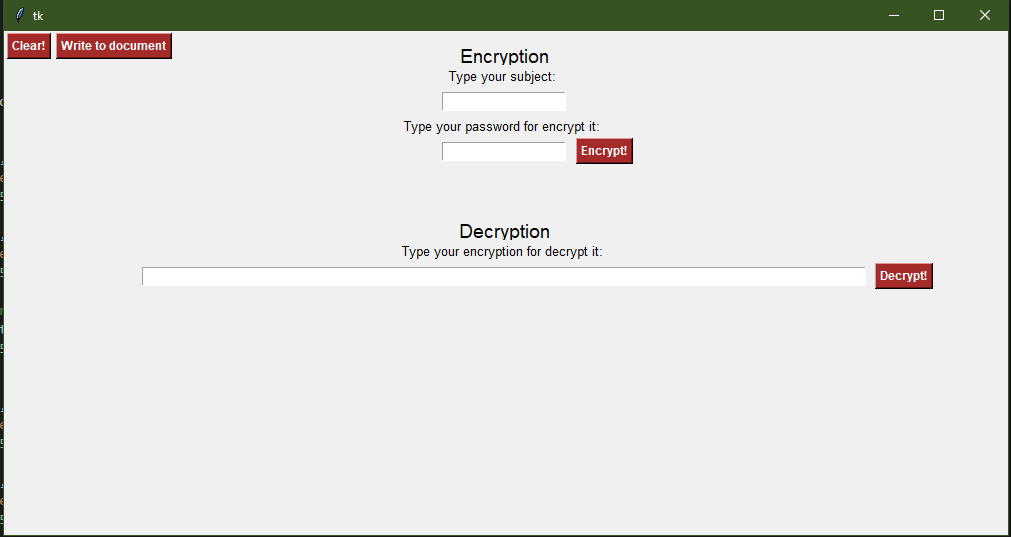 tk
Clear! Write to document
Encryption
Type your subject:
Type your password for encrypt it:
Encrypt!
Decryption
Type your encryption for decrypt it:
Decrypt!